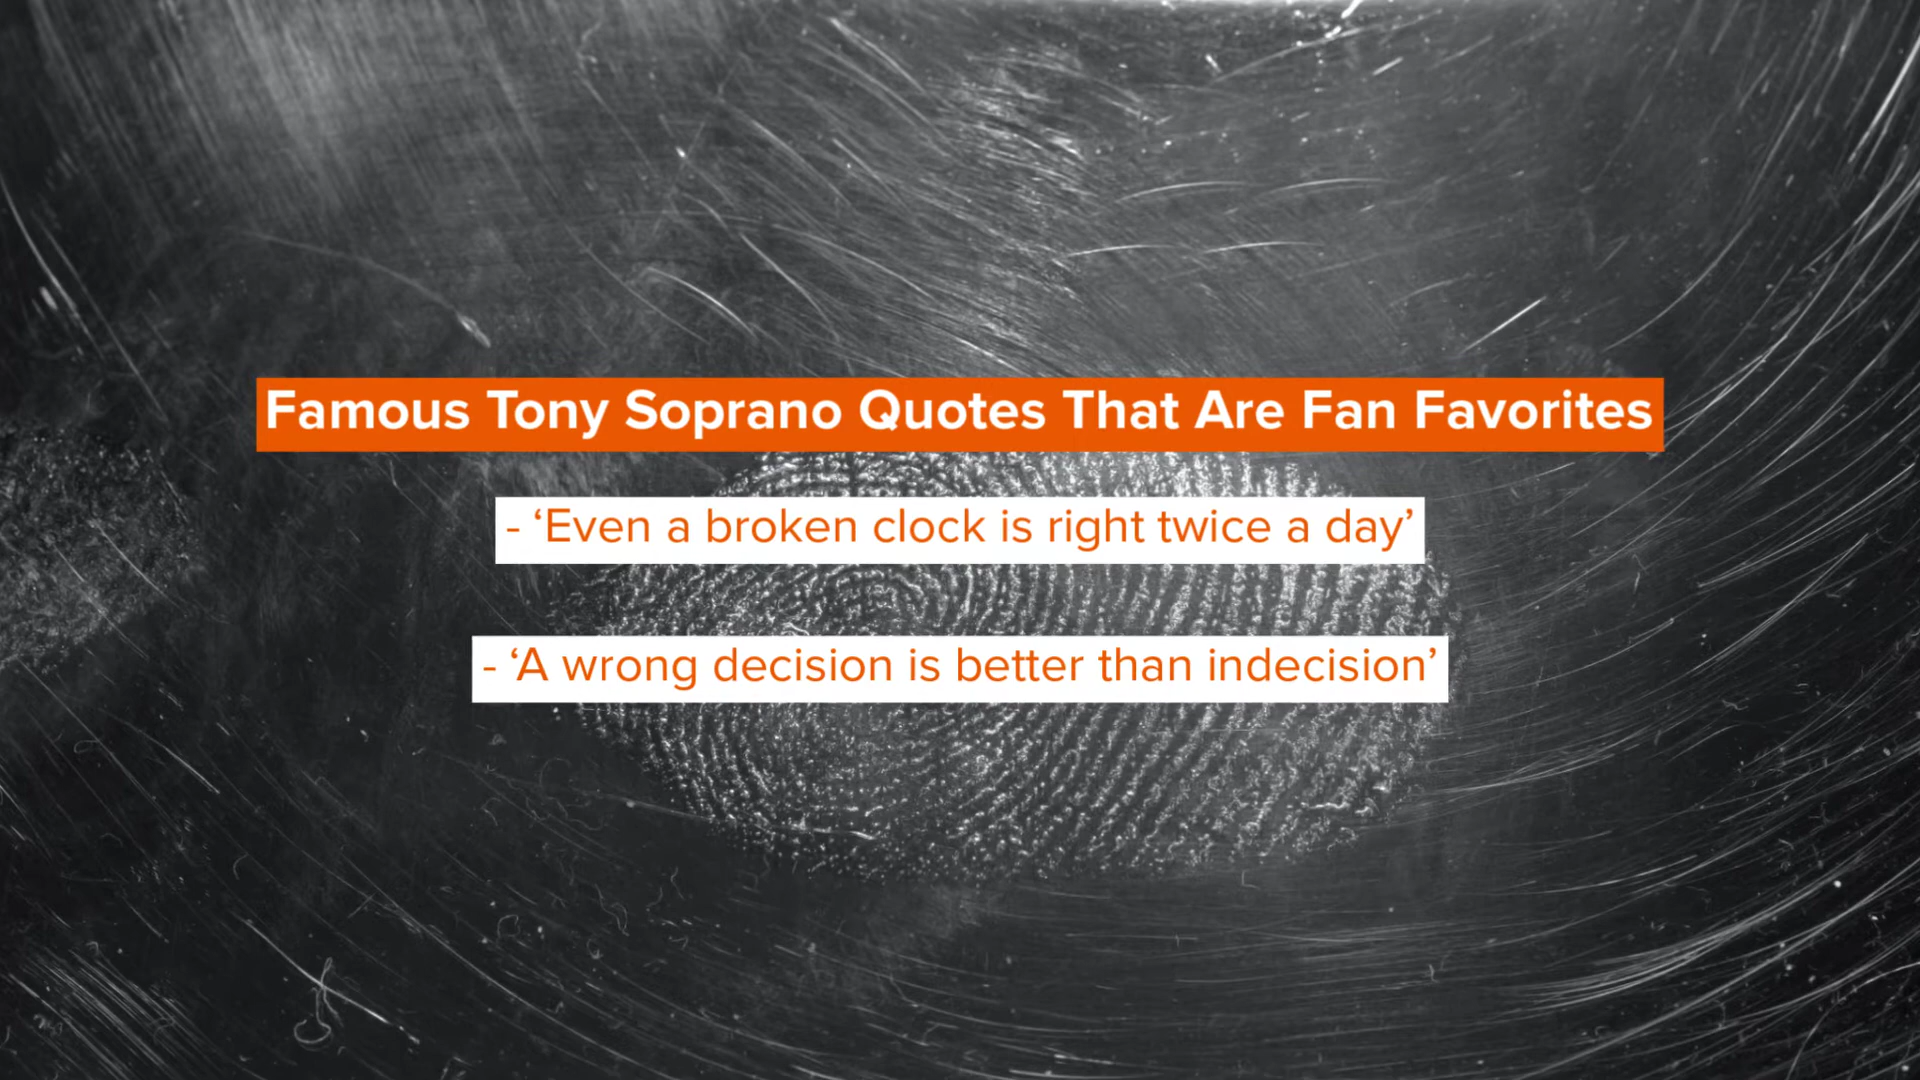 Famous Tony Soprano Quotes That Are Fan Favorites
- ‘Even a broken clock is right twice a day’
- ‘A wrong decision is better than indecision’